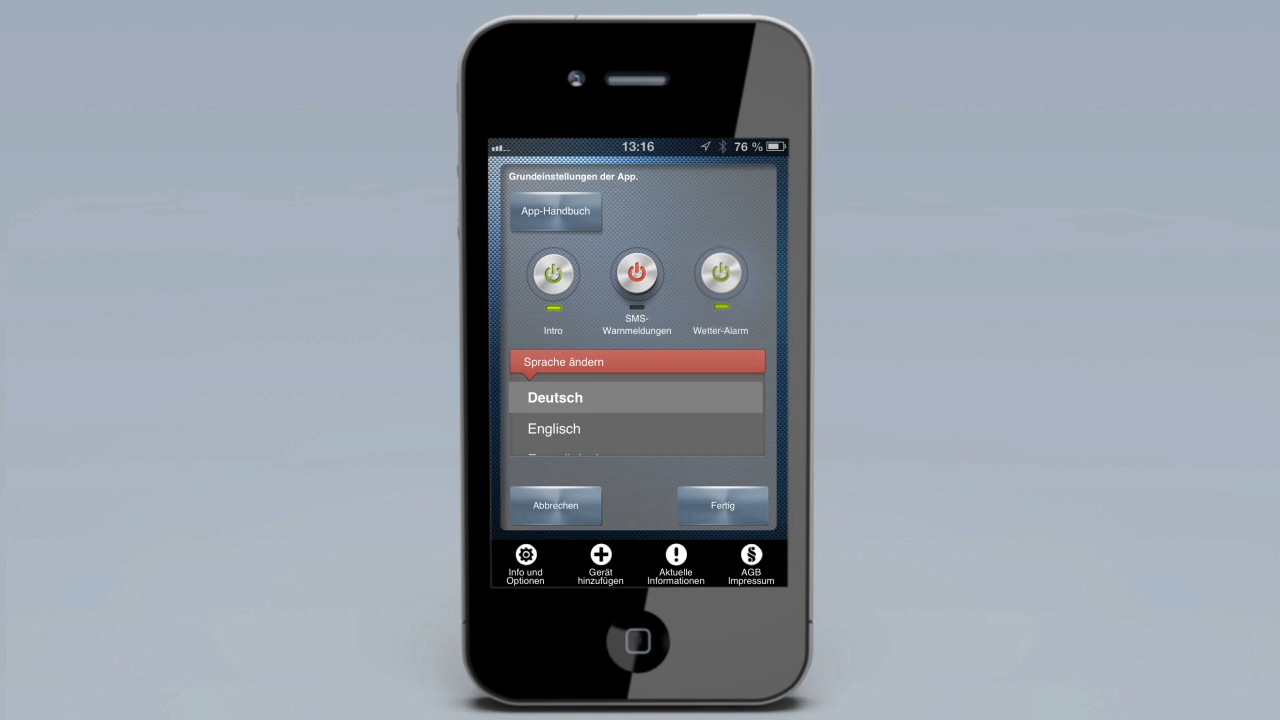 13:16
76 %
Grundeinstellungen der App.
App-Handbuch
Intro
SMS-
Warnmeldungen
Wetter-Alarm
Sprache ändern
Deutsch
Englisch
Abbrechen
Fertig
Info und
Optionen
Gerät
hinzufügen
Aktuelle
Informationen
AGB
Impressum